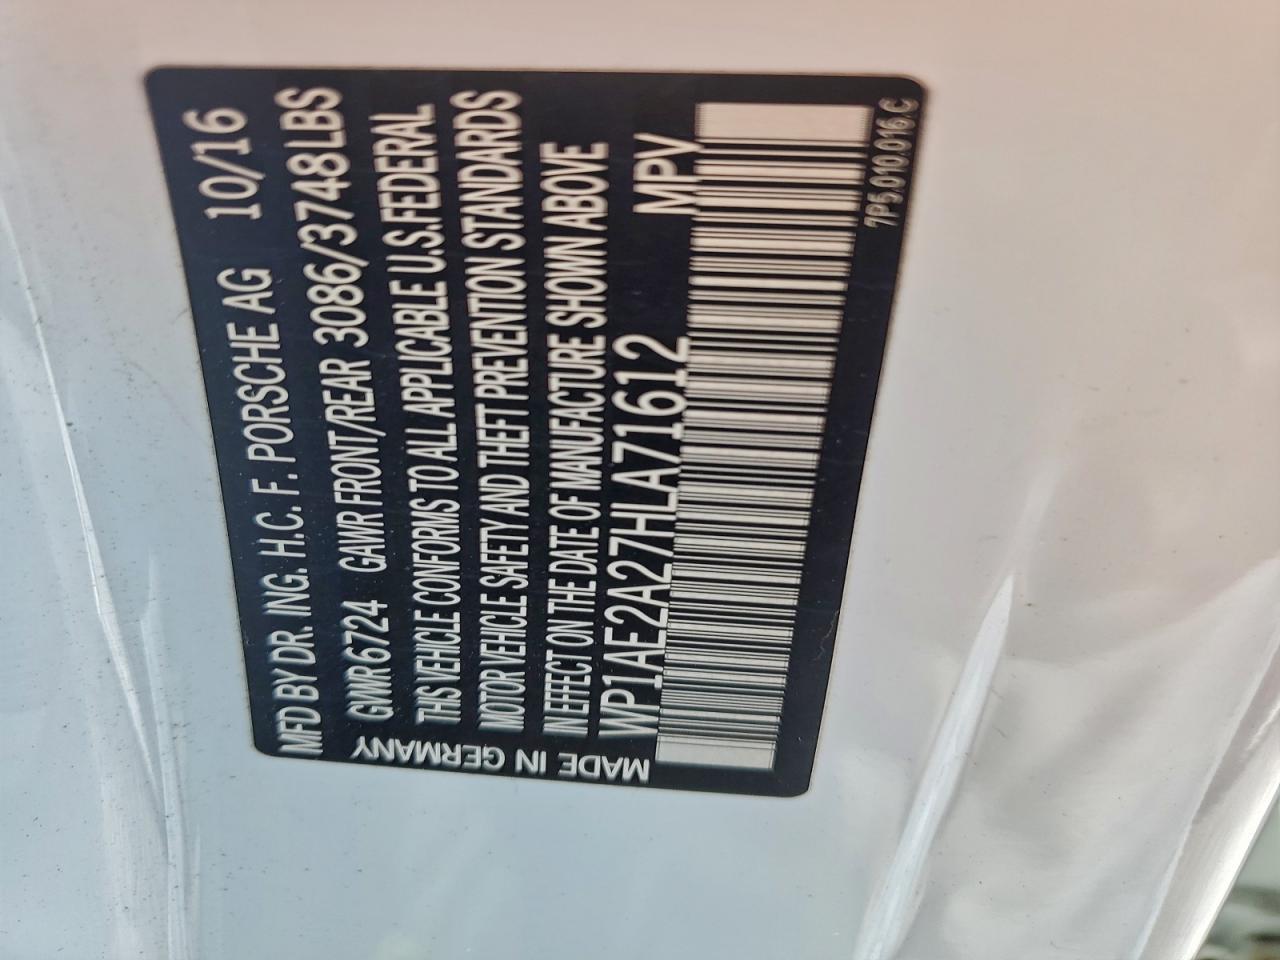 MFD BY DR. ING. H.C. F. PORSCHE AG 10/16
GWR 6724 GAWR FRONT/REAR 3086/3748LBS
THIS VEHICLE CONFORMS TO ALL APPLICABLE U.S.FEDERAL
MOTOR VEHICLE SAFETY AND THEFT PREVENTION STANDARDS
IN EFFECT ON THE DATE OF MANUFACTURE SHOWN ABOVE
WP1AE2A27HLA71612 MPV
MADE IN GERMANY
7P5.010.016.C